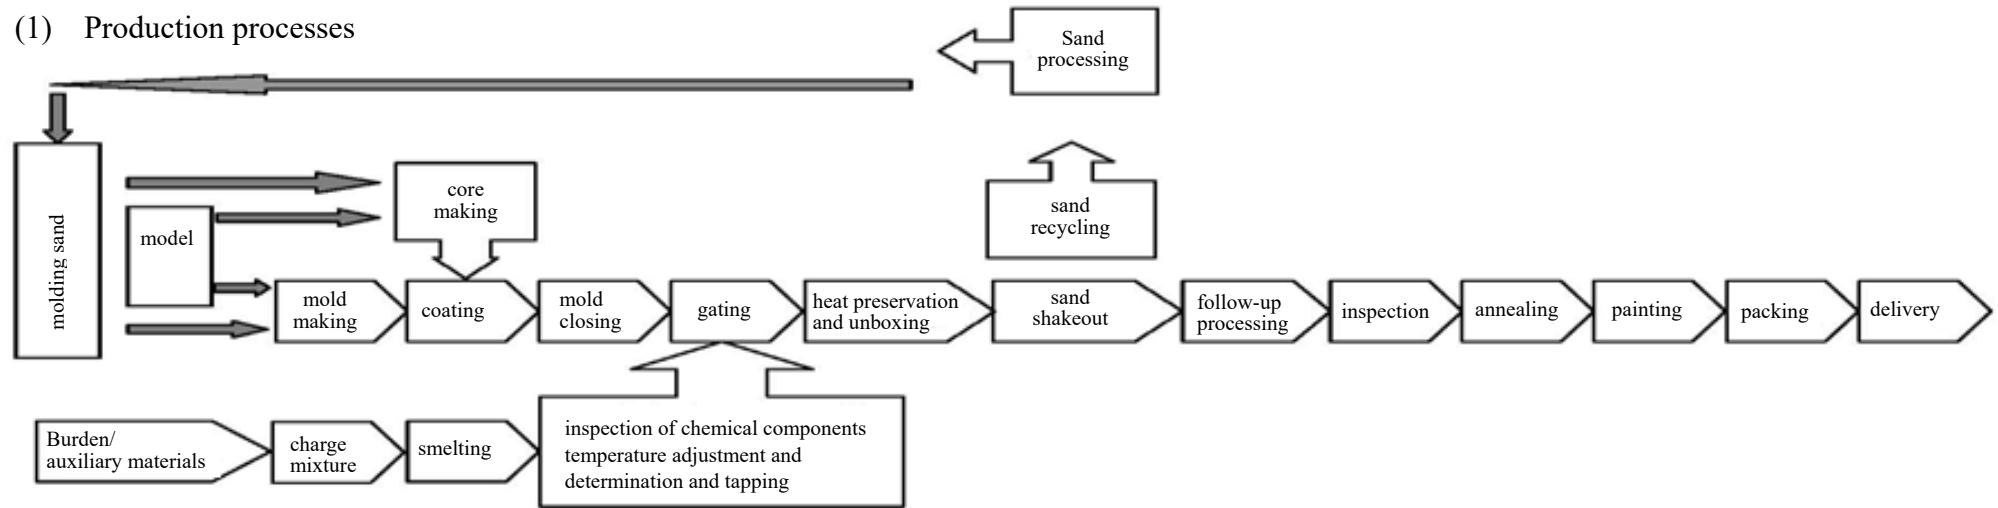 (1) Production processes
Sand
processing
molding sand
model
core
making
sand
recycling
mold
making
coating
mold
closing
gating
heat preservation
and unboxing
sand
shakeout
follow-up
processing
inspection
annealing
painting
packing
delivery
Burden/
auxiliary materials
charge
mixture
smelting
inspection of chemical components
temperature adjustment and
determination and tapping